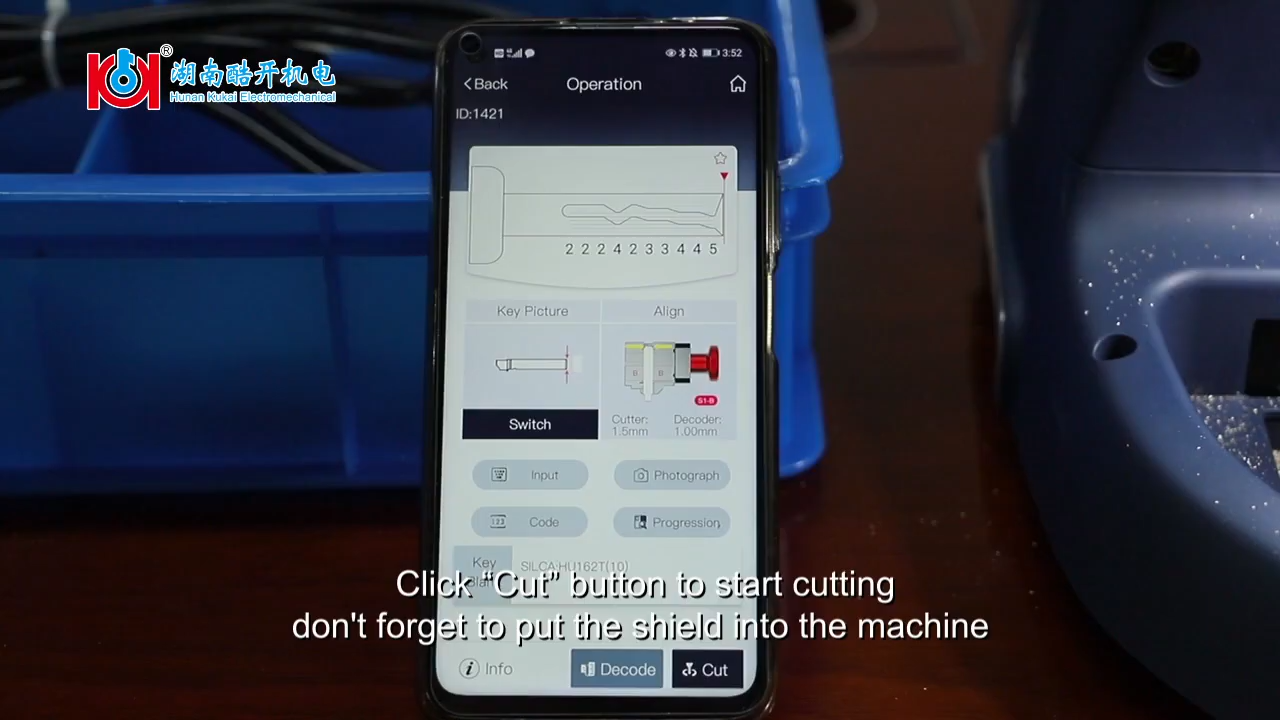 湖南酷开机电
®
Hunan Kukai Electromechanical
3:52
Back
Operation
ID:1421
2 2 2 4 2 3 3 4 4 5
Key Picture
Align
B B
S1-B
Switch
Cutter:
1.5mm
Decoder:
1.00mm
Input
Photograph
123
Code
Progression
Key
SILCA:HU162T(10)
Click “Cut” button to start cutting
don't forget to put the shield into the machine
i Info
Decode
Cut